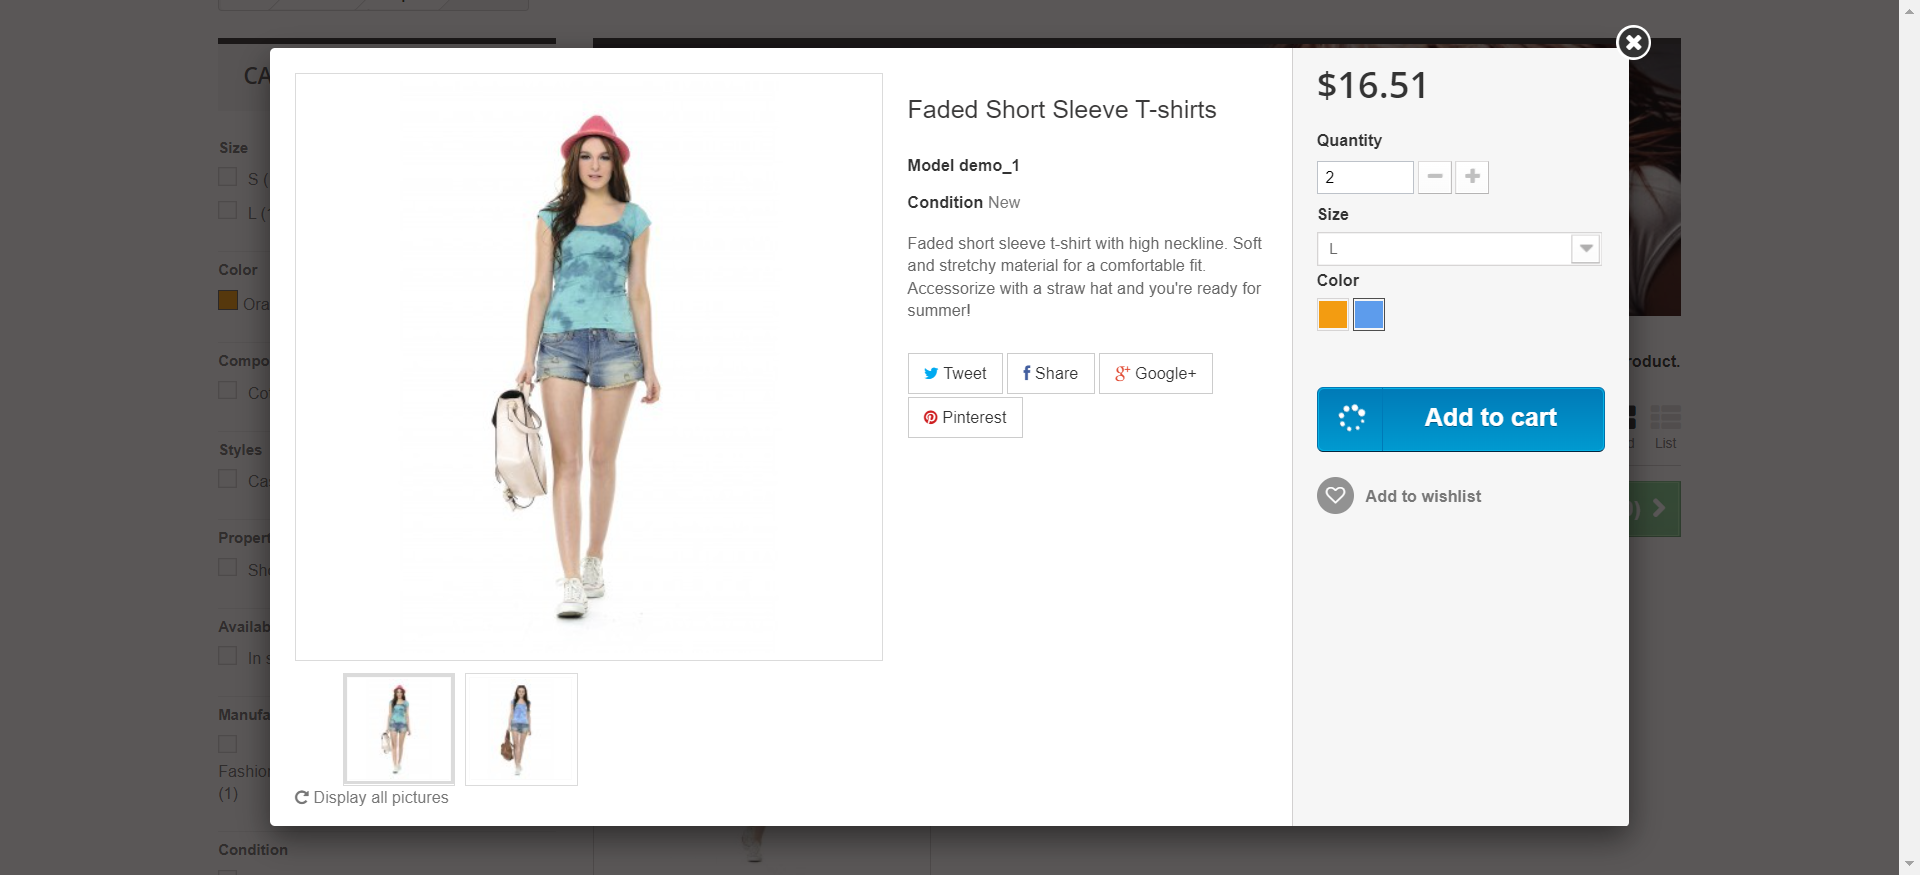 CA
Size
S (
L (
Color
Ora
Compo
Co
Styles
Ca
Propert
Sho
Availab
In s
Manufa
Fashion
(1)
Condition
Faded Short Sleeve T-shirts
Model demo_1
Condition New
Faded short sleeve t-shirt with high neckline. Soft
and stretchy material for a comfortable fit.
Accessorize with a straw hat and you're ready for
summer!
Tweet
Share
Google+
Pinterest
Display all pictures
$16.51
Quantity
2
Size
L
Color
Add to cart
Add to wishlist
roduct.
d
List
)